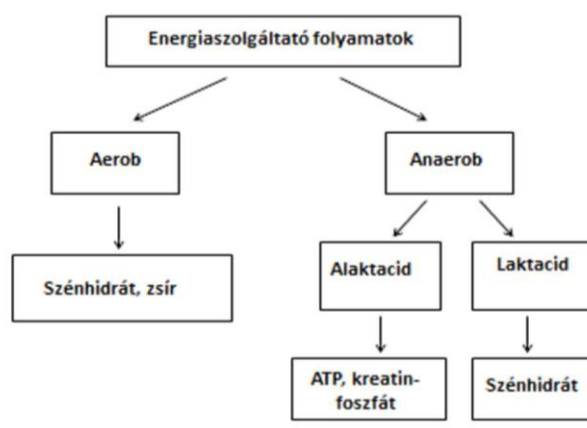 Energiaszolgáltató folyamatok
Aerob
Anaerob
Szénhidrát, zsír
Alaktacid
Laktacid
ATP, kreatin-
foszfát
Szénhidrát